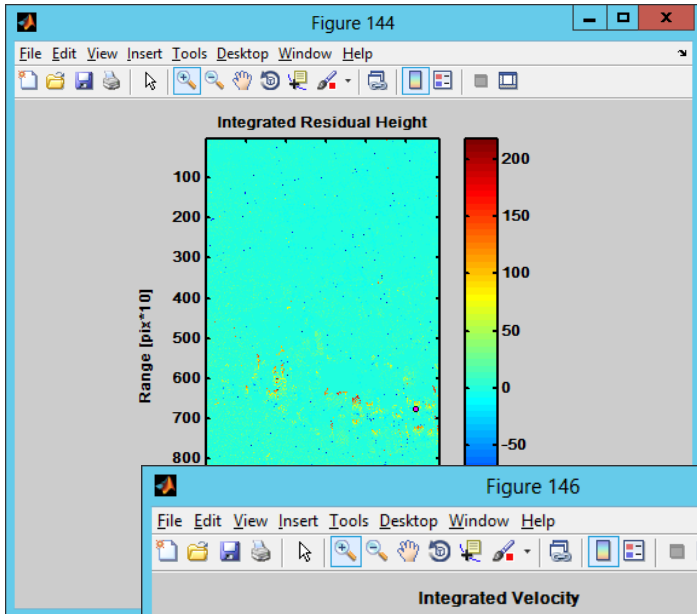 Figure 144
File Edit View Insert Tools Desktop Window Help
Integrated Residual Height
Range [pix*10]
100
200
300
400
500
600
700
800
200
150
100
50
0
-50
Figure 146
File Edit View Insert Tools Desktop Window Help
Integrated Velocity